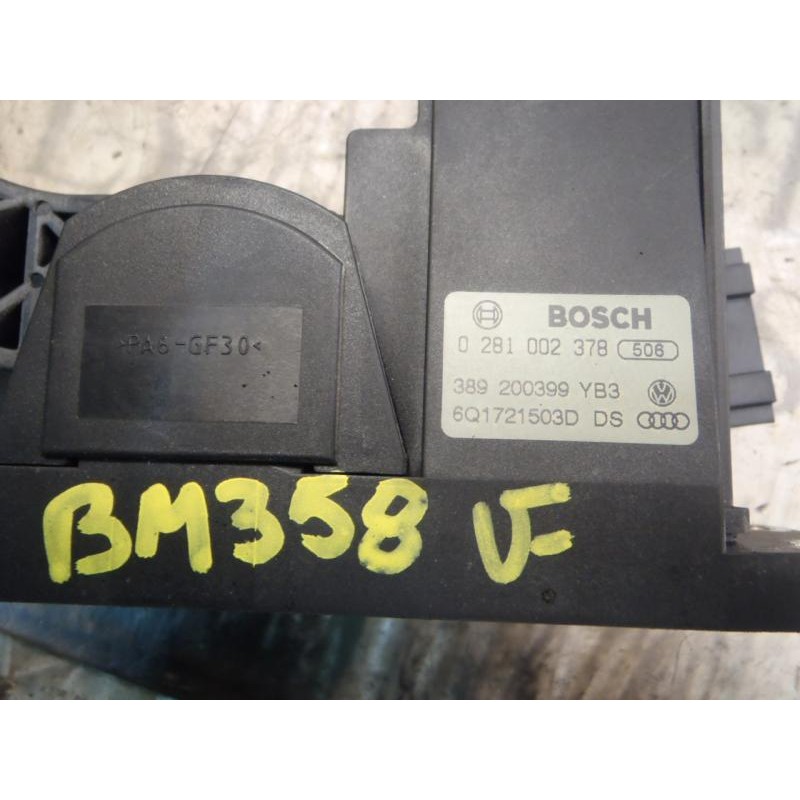 >PA6-GF30<
BOSCH
0 281 002 378 506
389 200399 YB3
6Q1721503D DS
BM358 VF